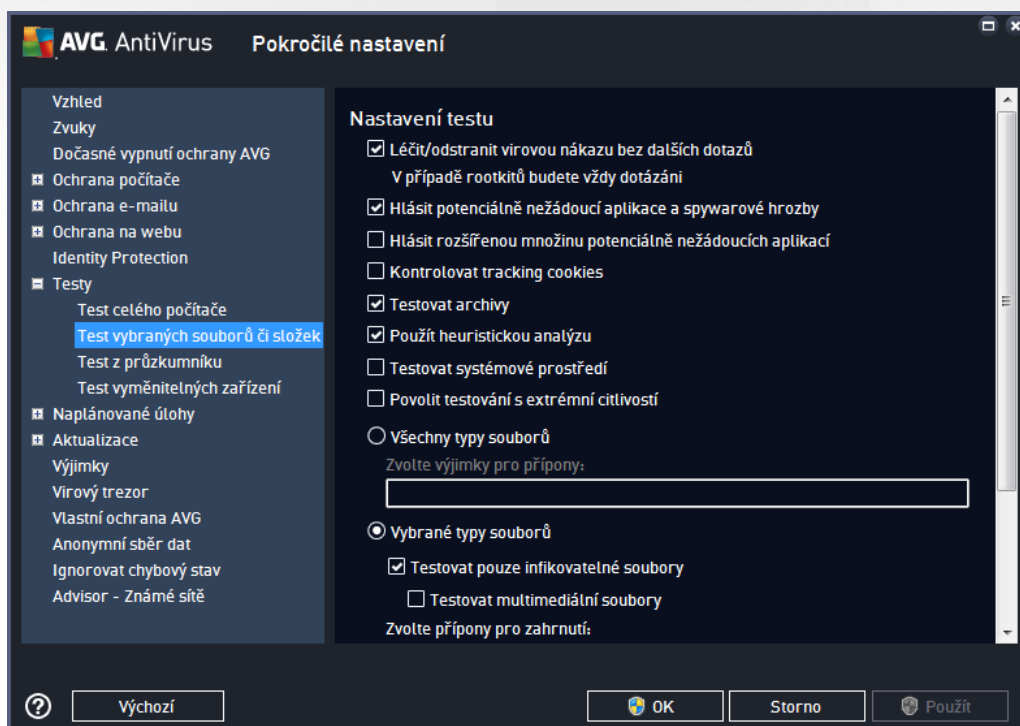 AVG. AntiVirus Pokročilé nastavení
Vzhled
Zvuky
Dočasné vypnutí ochrany AVG
Ochrana počítače
Ochrana e-mailu
Ochrana na webu
Identity Protection
Testy
Test celého počítače
Test vybraných souborů či složek
Test z průzkumníku
Test vyměnitelných zařízení
Naplánované úlohy
Aktualizace
Výjimky
Virový trezor
Vlastní ochrana AVG
Anonymní sběr dat
Ignorovat chybový stav
Advisor - Známé sítě
Nastavení testu
Léčit/odstranit virovou nákazu bez dalších dotazů
V případě rootkitů budete vždy dotázáni
Hlásit potenciálně nežádoucí aplikace a spywarové hrozby
Hlásit rozšířenou množinu potenciálně nežádoucích aplikací
Kontrolovat tracking cookies
Testovat archivy
Použít heuristickou analýzu
Testovat systémové prostředí
Povolit testování s extrémní citlivostí
Všechny typy souborů
Zvolte výjimky pro přípony:
Vybrané typy souborů
Testovat pouze infikovatelné soubory
Testovat multimediální soubory
Zvolte přípony pro zahrnutí:
? Výchozí OK Storno Použít